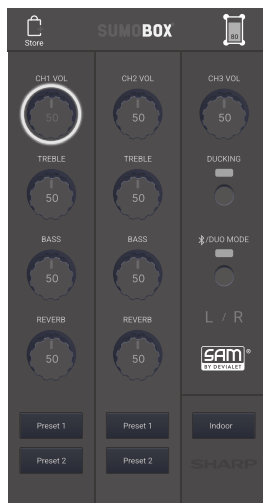 Store
SUMOBOX
80
CH1 VOL
CH2 VOL
CH3 VOL
50
50
50
TREBLE
TREBLE
DUCKING
50
50
BASS
BASS
/DUO MODE
50
50
REVERB
REVERB
L / R
50
50
SAM®
BY DEVIALET
Preset 1
Preset 1
Indoor
Preset 2
Preset 2
SHARP